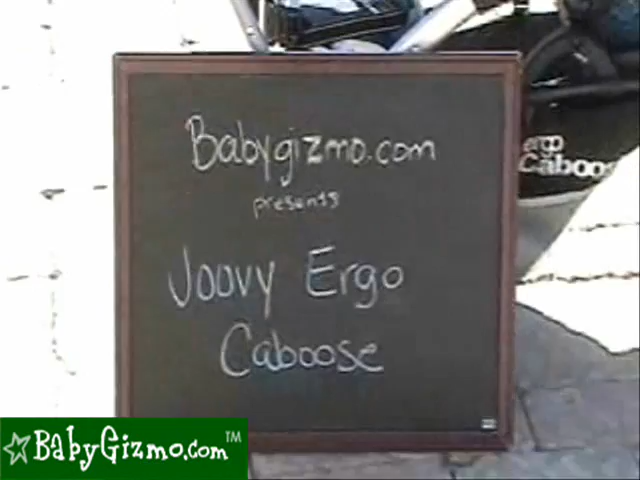 Babygizmo.com
presents
Joovy Ergo
Caboose
ergo
Caboose
BabyGizmo.com™